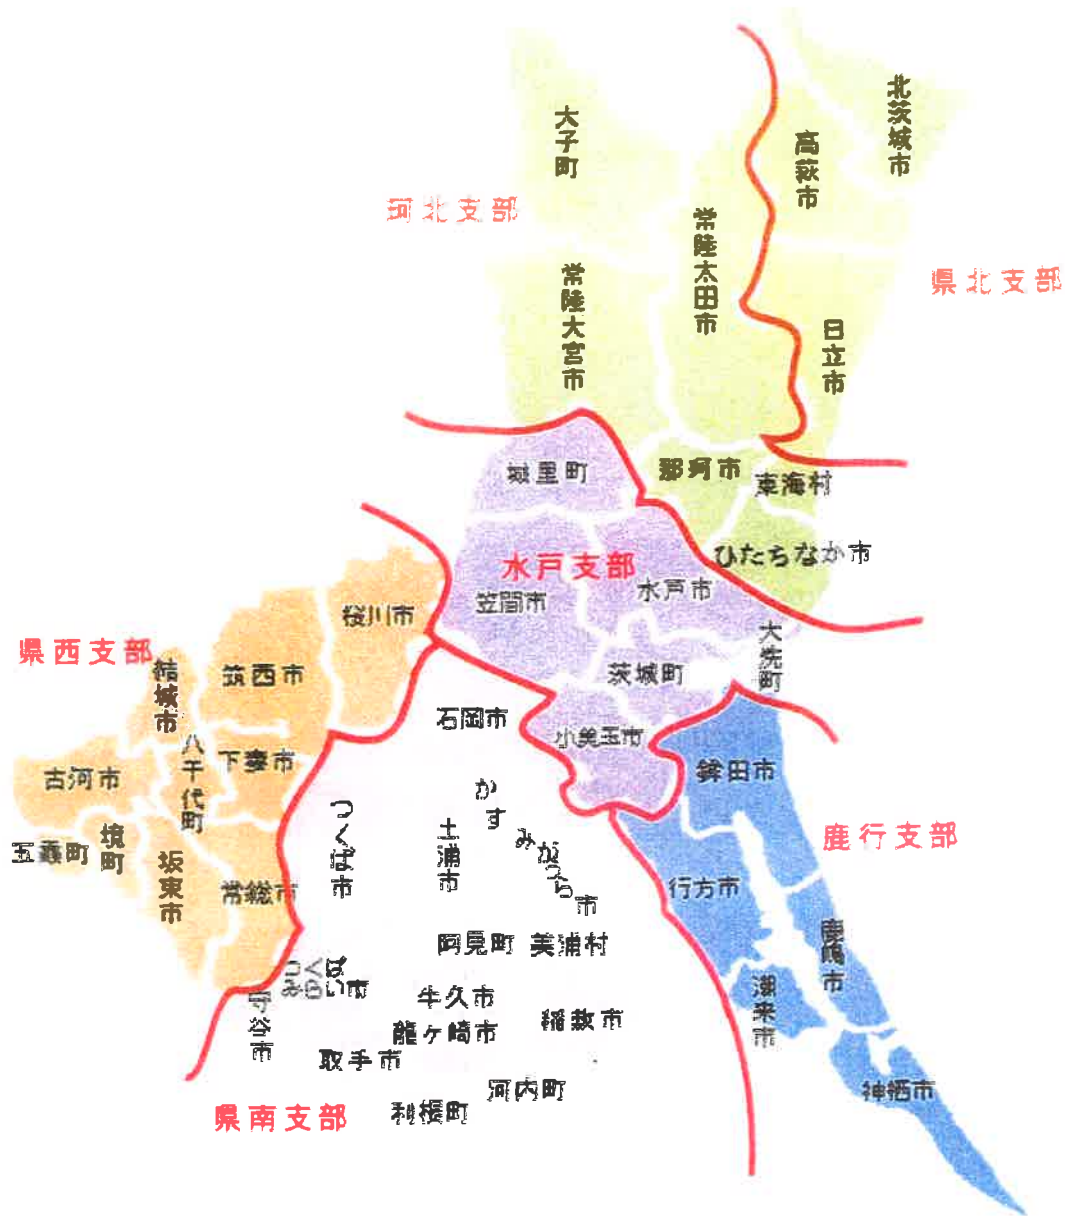 北茨城市
大子町
高萩市
珂北支部
常陸太田市
常陸大宮市
県北支部
日立市
城里町
那珂市
東海村
ひたちなか市
水戸支部
笠間市
水戸市
桜川市
大洗町
県西支部
結城市
筑西市
茨城町
石岡市
小美玉市
八千代町
下妻市
古河市
鉾田市
かすみがうら市
つくば市
土浦市
鹿行支部
五霞町
境町
坂東市
常総市
行方市
阿見町
美浦村
鹿嶋市
つくばみらい市
守谷市
牛久市
潮来市
龍ヶ崎市
稲敷市
取手市
河内町
神栖市
県南支部
利根町